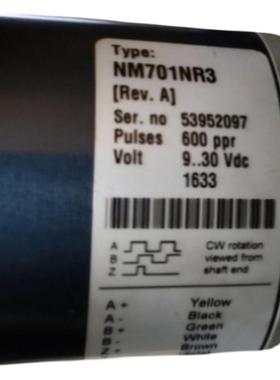 Type:
NM701NR3
[Rev. A]
Ser. no 53952097
Pulses 600 ppr
Volt 9..30 Vdc
1633
A CW rotation
B viewed from
Z shaft end
A + Yellow
A - Black
B + Green
B - White
Z + Brown